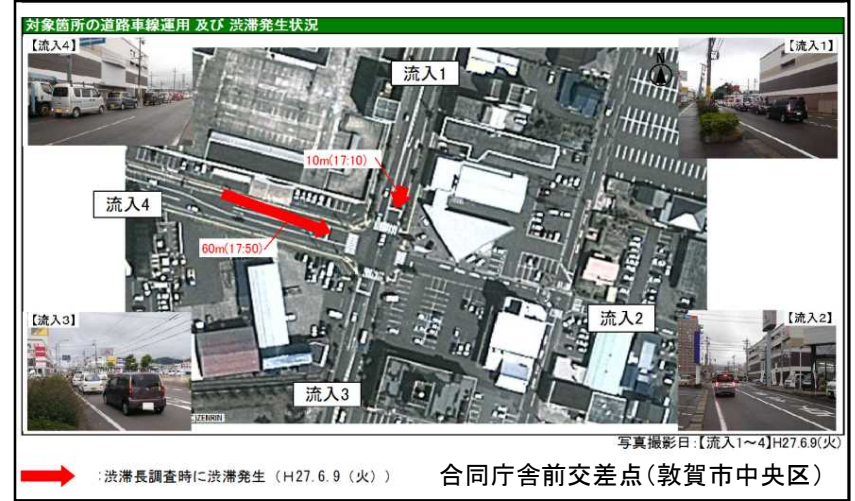 対象箇所の道路車線運用 及び 渋滞発生状況
【流入4】
流入1
【流入1】
N
10m(17:10)
流入4
60m(17:50)
【流入3】
流入2
【流入2】
流入3
ZENRIN
写真撮影日:【流入1～4】H27.6.9(火)
:渋滞長調査時に渋滞発生（H27.6.9（火））
合同庁舎前交差点(敦賀市中央区)